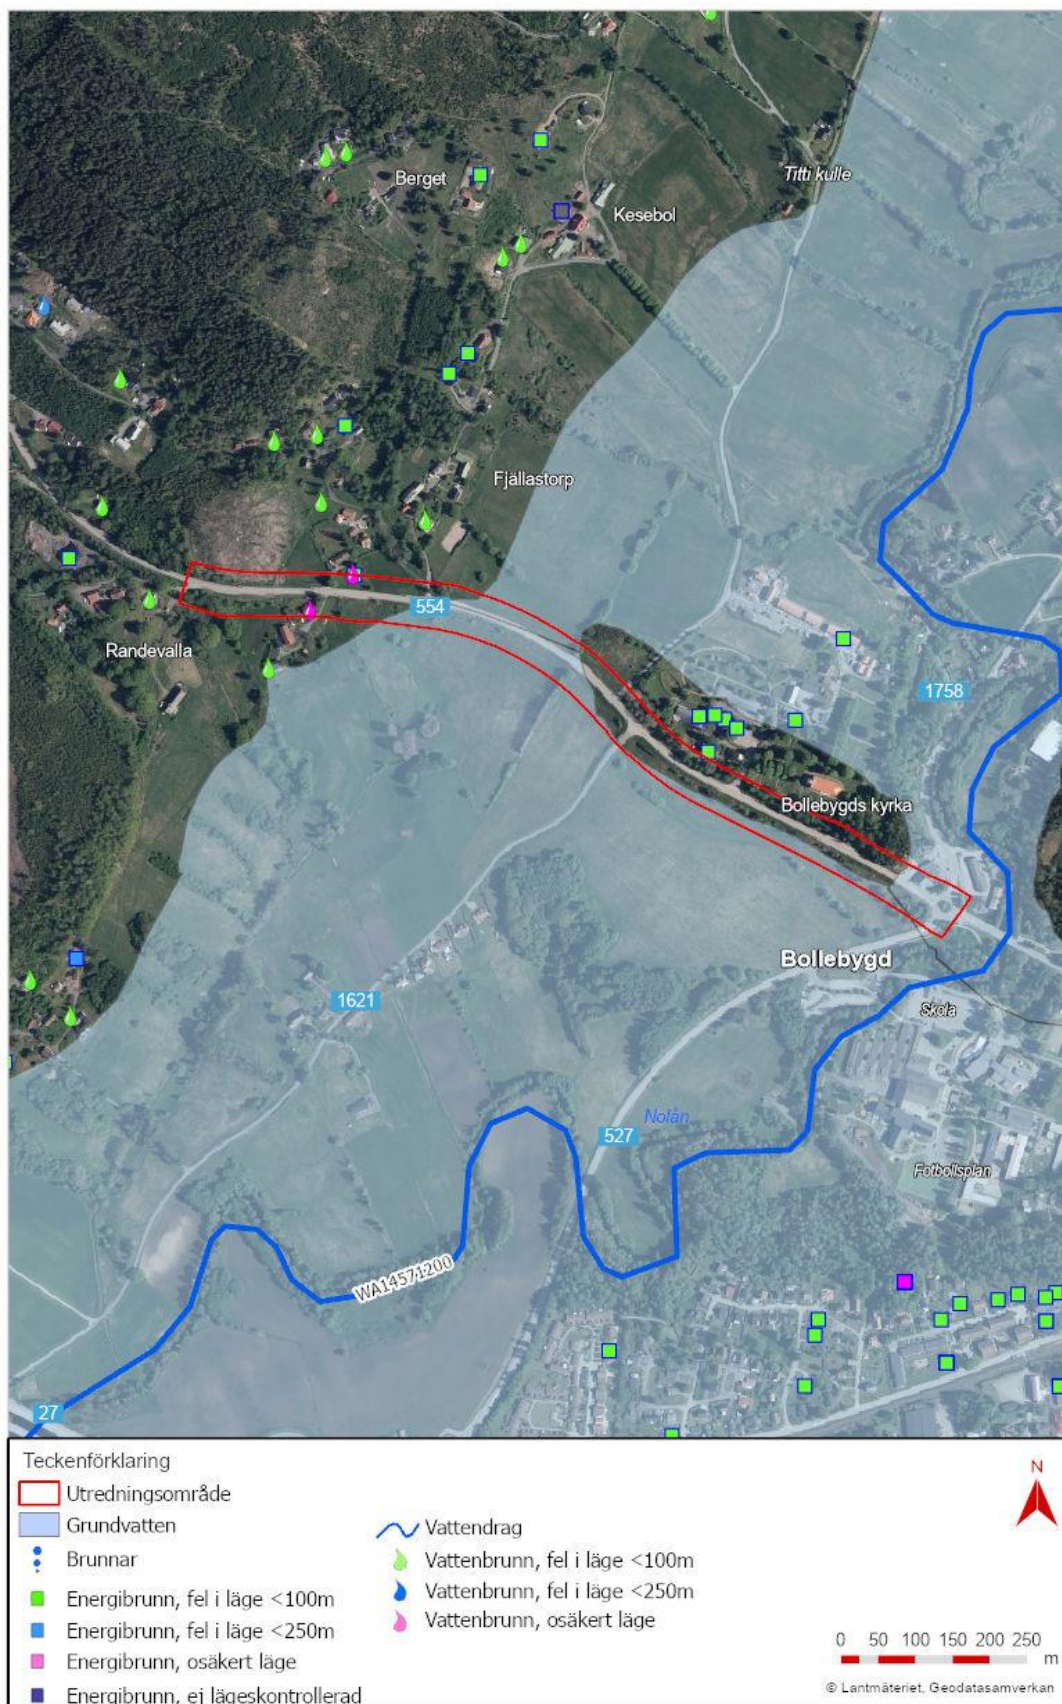 Titti kulle
Berget
Kesebol
Fjällastorp
554
Randevalla
1758
Bollebygds kyrka
Bollebygd
1621
Skola
Nolån
527
Fotbollsplan
WA14571200
27
Teckenförklaring
Utredningsområde
Grundvatten
Brunnar
Energibrunn, fel i läge <100m
Energibrunn, fel i läge <250m
Energibrunn, osäkert läge
Energibrunn, ej lägeskontrollerad
Vattendrag
Vattenbrunn, fel i läge <100m
Vattenbrunn, fel i läge <250m
Vattenbrunn, osäkert läge
N
0 50 100 150 200 250
m
© Lantmäteriet, Geodatasamverkan